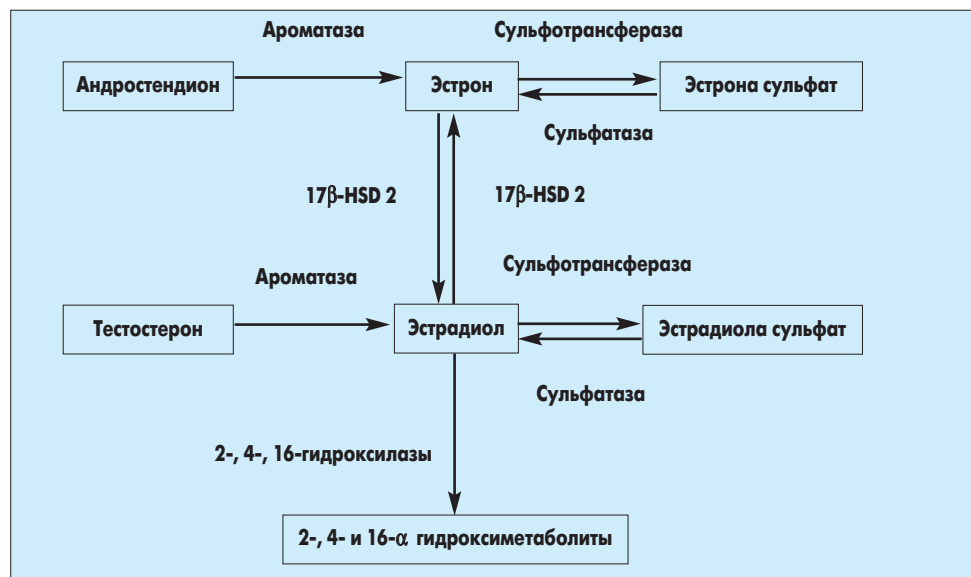 Ароматаза
Сульфотрансфераза
Андростендион
Эстрон
Эстрона сульфат
Сульфатаза
17β-HSD 2
17β-HSD 2
Ароматаза
Сульфотрансфераза
Тестостерон
Эстрадиол
Эстрадиола сульфат
Сульфатаза
2-, 4-, 16-гидроксилазы
2-, 4- и 16-α гидроксиметаболиты